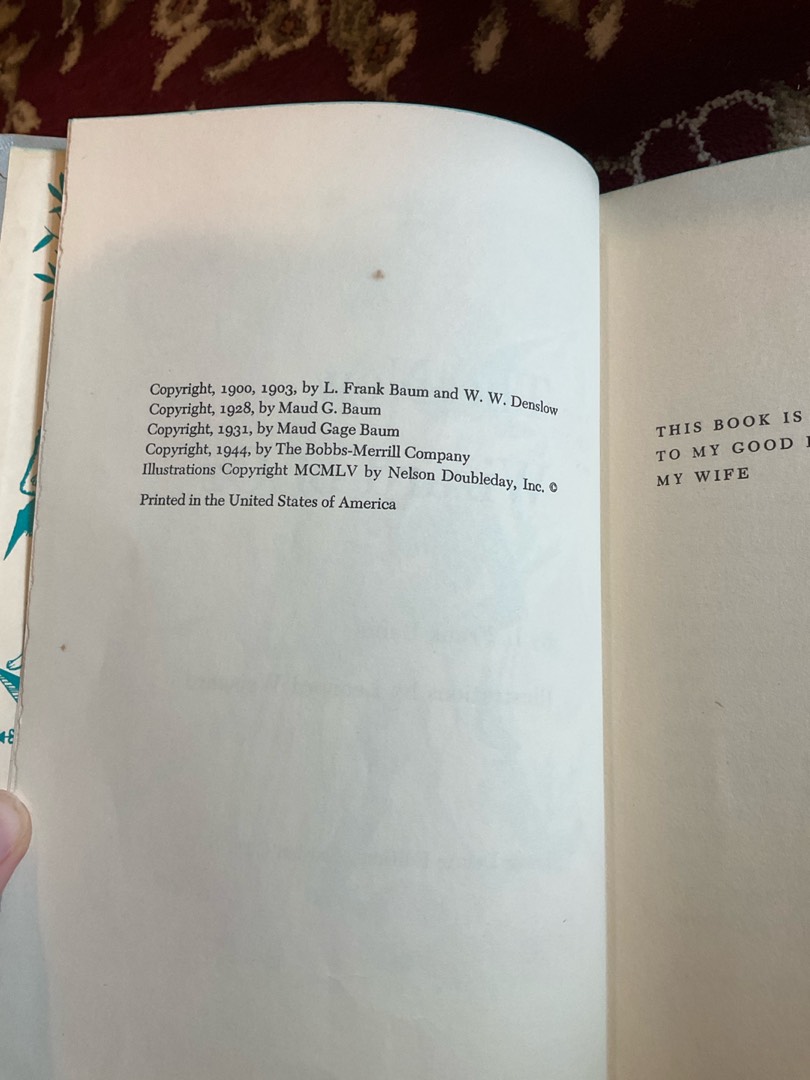 Copyright, 1900, 1903, by L. Frank Baum and W. W. Denslow
Copyright, 1928, by Maud G. Baum
Copyright, 1931, by Maud Gage Baum
Copyright, 1944, by The Bobbs-Merrill Company
Illustrations Copyright MCMLV by Nelson Doubleday, Inc. ©
Printed in the United States of America
THIS BOOK IS
TO MY GOOD
MY WIFE